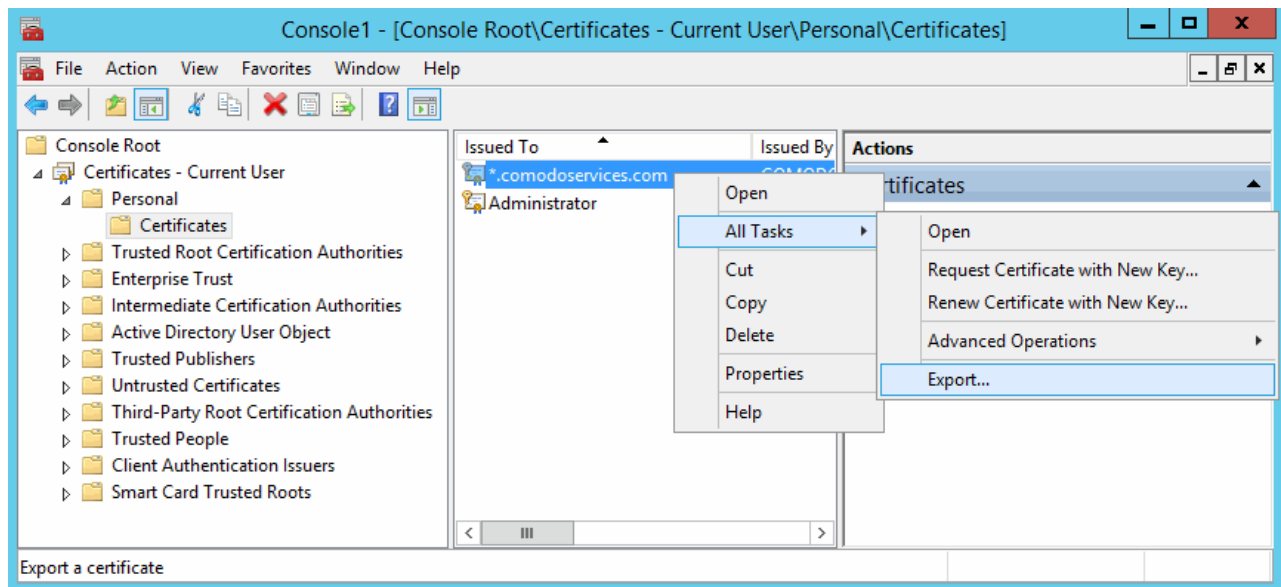 Console1 - [Console Root\Certificates - Current User\Personal\Certificates]
File Action View Favorites Window Help
Console Root
Certificates - Current User
Personal
Certificates
Trusted Root Certification Authorities
Enterprise Trust
Intermediate Certification Authorities
Active Directory User Object
Trusted Publishers
Untrusted Certificates
Third-Party Root Certification Authorities
Trusted People
Client Authentication Issuers
Smart Card Trusted Roots
Issued To Issued By
*.comodoservices.com
Administrator
Open
All Tasks
Cut
Copy
Delete
Properties
Help
Actions
tificates
Open
Request Certificate with New Key...
Renew Certificate with New Key...
Advanced Operations
Export...
Export a certificate